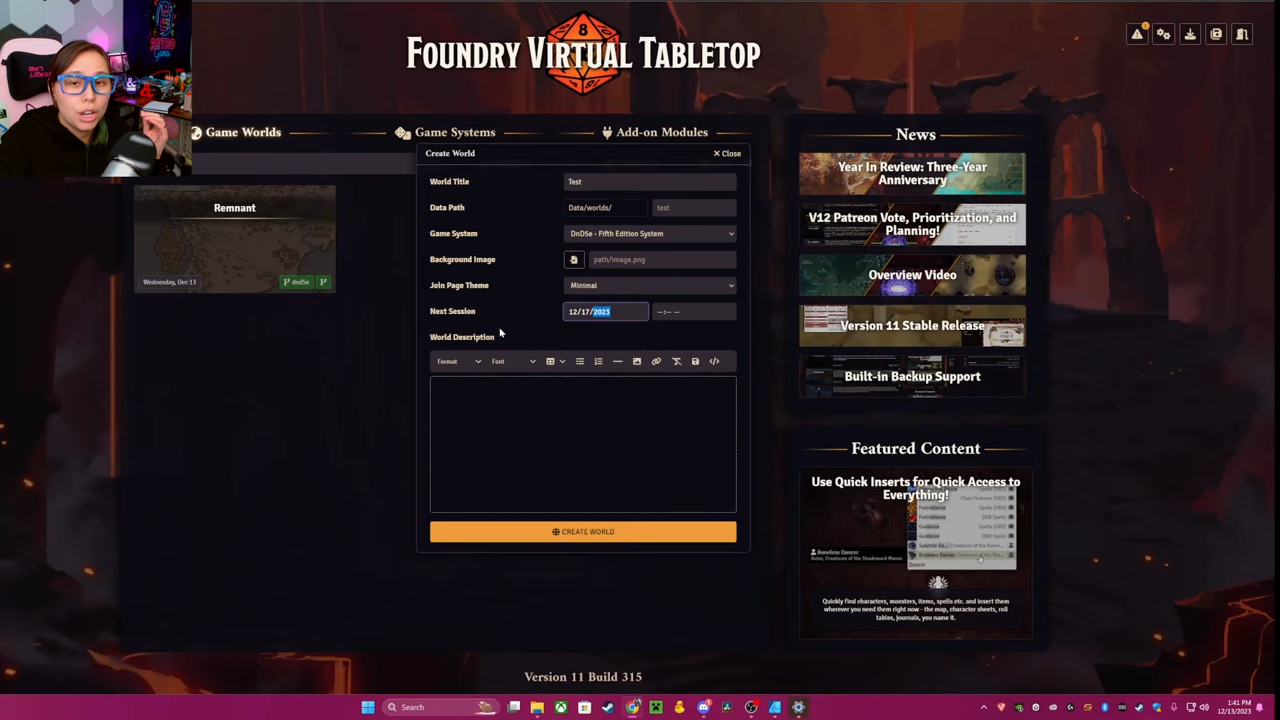 8
FOUNDRY VIRTUAL TABLETOP
Game Worlds
Game Systems
Add-on Modules
Remnant
Wednesday, Dec 13
dnd5e
Create World
Close
World Title
Test
Data Path
Data/worlds/
test
Game System
DnD5e - Fifth Edition System
Background Image
path/image.png
Join Page Theme
Minimal
Next Session
12/17/2023
--:-- --
World Description
Format
Font
CREATE WORLD
News
Year In Review: Three-Year
Anniversary
V12 Patreon Vote, Prioritization, and
Planning!
Overview Video
Version 11 Stable Release
Built-in Backup Support
Featured Content
Use Quick Inserts for Quick Access to
Everything!
Guidance
Guidance
Boneless Dancer
Dancer
Quickly find characters, monsters, items, spells etc. and insert them
wherever you need them right now - the map, character sheets, roll
tables, journals, you name it.
Version 11 Build 315
Search
1:41 PM
12/13/2023